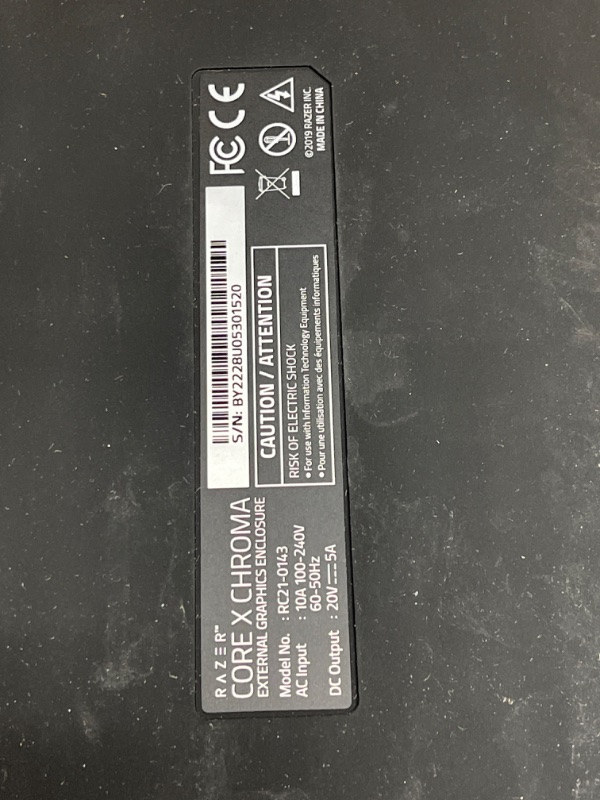 RAZER™
CORE X CHROMA
EXTERNAL GRAPHICS ENCLOSURE
Model No. : RC21-0143
AC Input : 10A 100-240V
60-50Hz
DC Output : 20V⎓5A
S/N: BY2228U05301520
CAUTION / ATTENTION
RISK OF ELECTRIC SHOCK
• For use with Information Technology Equipment
• Pour une utilisation avec des équipements informatiques
FC CE
©2019 RAZER INC.
MADE IN CHINA